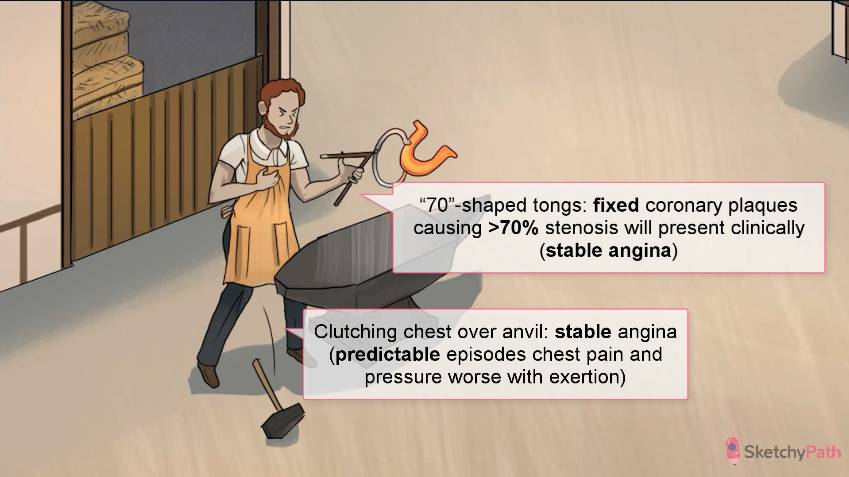 “70”-shaped tongs: fixed coronary plaques
causing >70% stenosis will present clinically
(stable angina)
Clutching chest over anvil: stable angina
(predictable episodes chest pain and
pressure worse with exertion)
SketchyPath